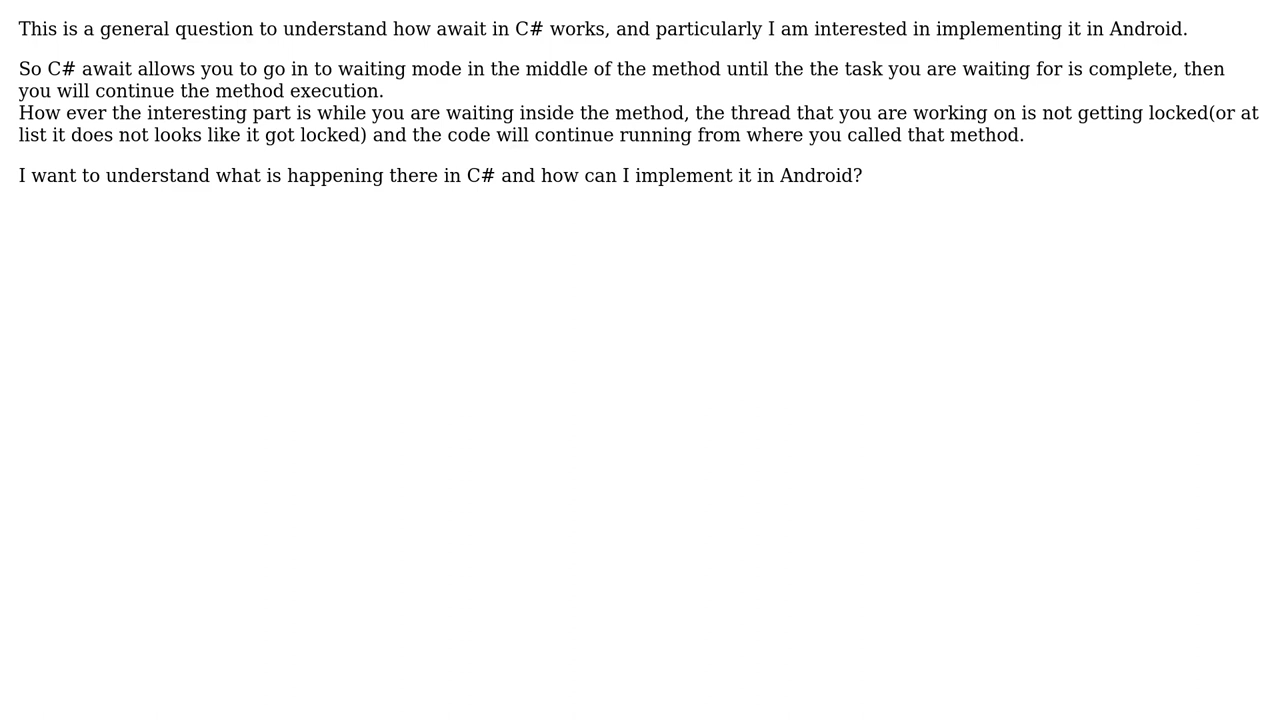 This is a general question to understand how await in C# works, and particularly I am interested in implementing it in Android.
So C# await allows you to go in to waiting mode in the middle of the method until the the task you are waiting for is complete, then
you will continue the method execution.
How ever the interesting part is while you are waiting inside the method, the thread that you are working on is not getting locked(or at
list it does not looks like it got locked) and the code will continue running from where you called that method.
I want to understand what is happening there in C# and how can I implement it in Android?